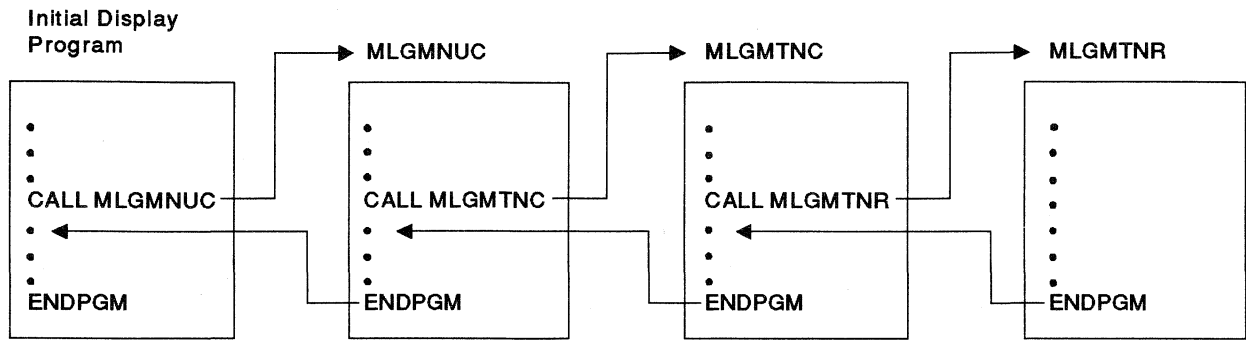 Initial Display
Program
MLGMNUC
MLGMTNC
MLGMTNR
CALL MLGMNUC
ENDPGM
CALL MLGMTNC
ENDPGM
CALL MLGMTNR
ENDPGM
ENDPGM